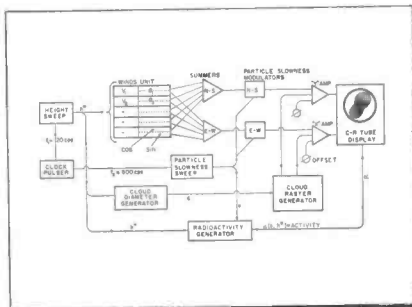 WINDS UNIT
SUMMERS
PARTICLE SLOWNESS
MODULATORS
HEIGHT
SWEEP
N-S
N-S
"y" AMP
E-W
E-W
"x" AMP
C-R TUBE
DISPLAY
COS
SIN
CLOCK
PULSER
PARTICLE
SLOWNESS
SWEEP
OFFSET
CLOUD
DIAMETER
GENERATOR
CLOUD
RASTER
GENERATOR
RADIOACTIVITY
GENERATOR